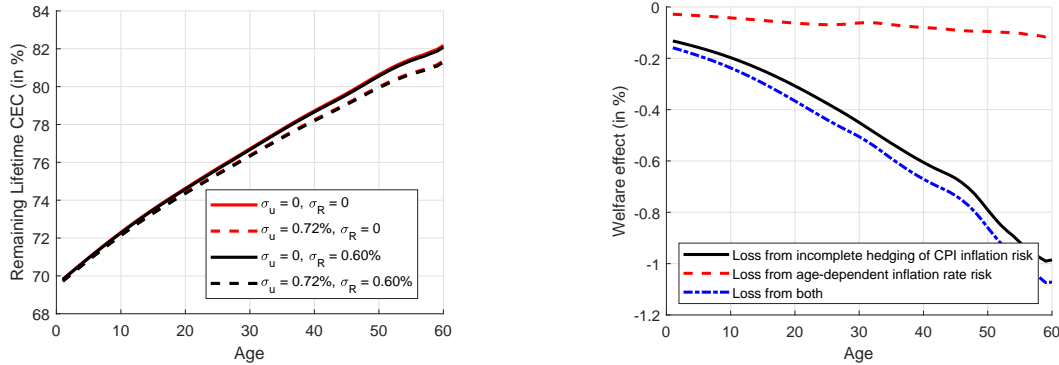 Remaining Lifetime CEC (in %)
84
82
80
78
76
74
72
70
68
0 10 20 30 40 50 60
Age
σu = 0, σR = 0
σu = 0.72%, σR = 0
σu = 0, σR = 0.60%
σu = 0.72%, σR = 0.60%
Welfare effect (in %)
0
-0.2
-0.4
-0.6
-0.8
-1
-1.2
0 10 20 30 40 50 60
Age
Loss from incomplete hedging of CPI inflation risk
Loss from age-dependent inflation rate risk
Loss from both